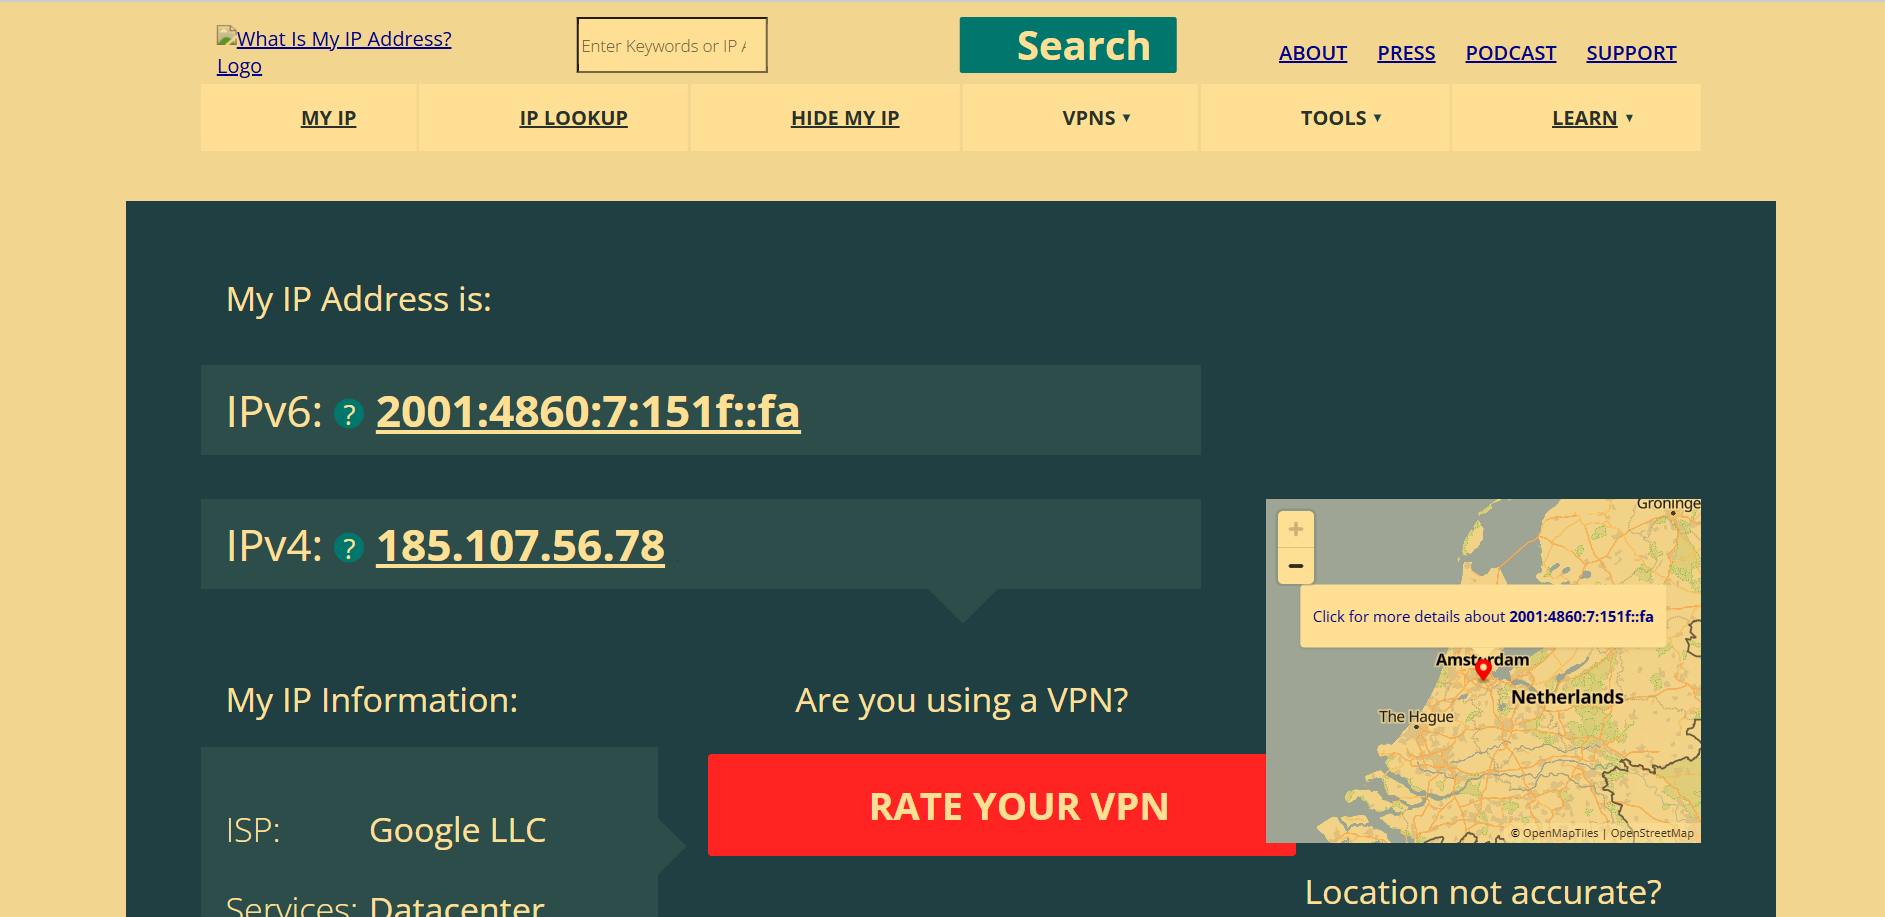 What Is My IP Address?
Logo
Enter Keywords or IP
Search
ABOUT PRESS PODCAST SUPPORT
MY IP IP LOOKUP HIDE MY IP VPNS ▼ TOOLS ▼ LEARN ▼
My IP Address is:
IPv6: ? 2001:4860:7:151f::fa
IPv4: ? 185.107.56.78
My IP Information:
ISP: Google LLC
Services: Datacenter
Are you using a VPN?
RATE YOUR VPN
Groninge
+
−
Click for more details about 2001:4860:7:151f::fa
Amsterdam
Netherlands
The Hague
© OpenMapTiles | OpenStreetMap
Location not accurate?